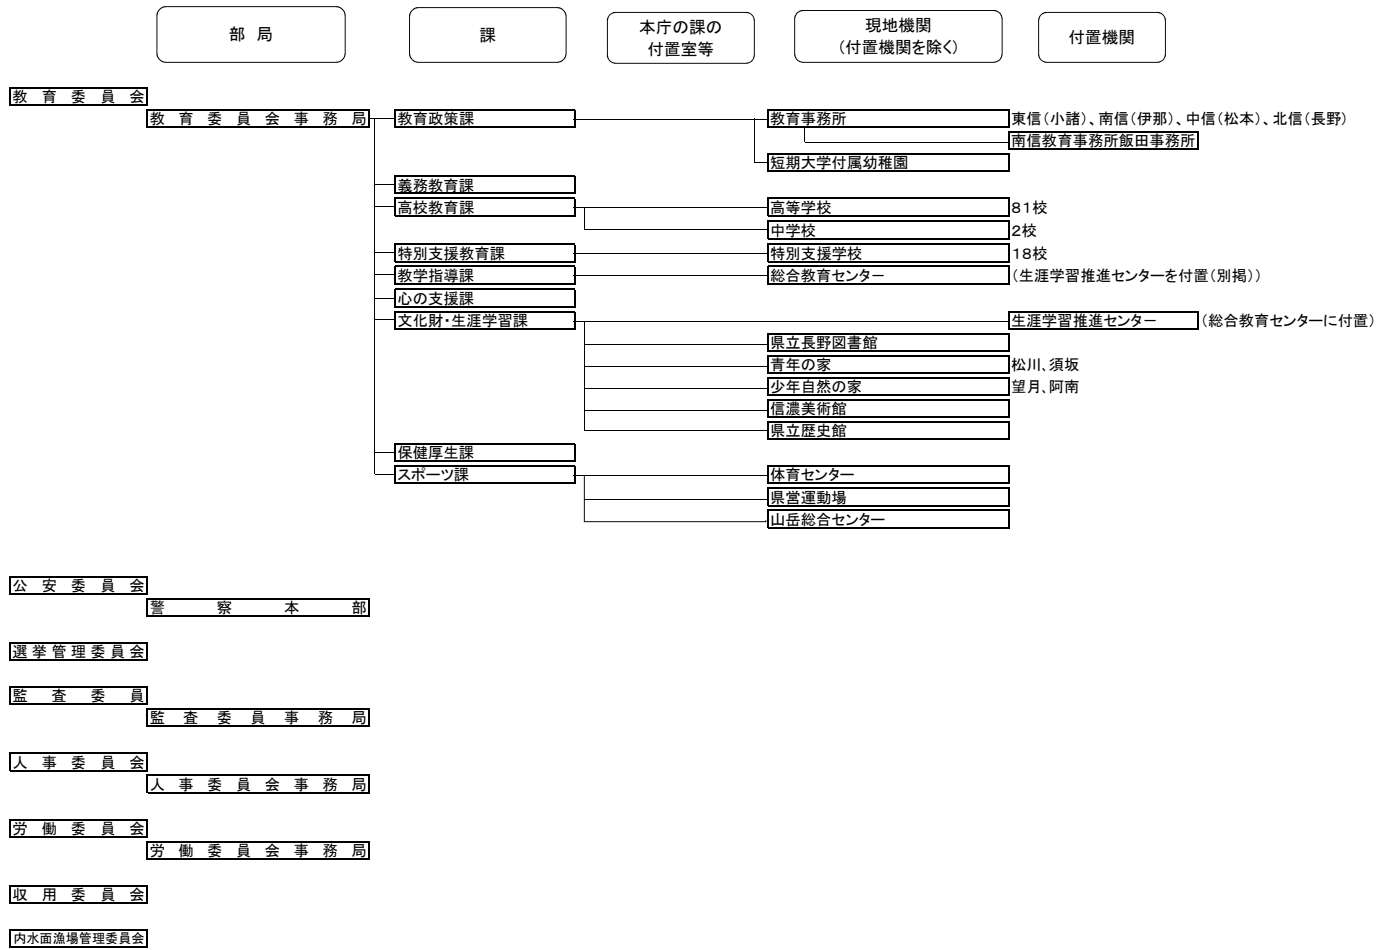 部 局
課
本庁の課の
付置室等
現地機関
(付置機関を除く)
付置機関
教育委員会
教育委員会事務局
教育政策課
教育事務所
東信(小諸)、南信(伊那)、中信(松本)、北信(長野)
南信教育事務所飯田事務所
短期大学付属幼稚園
義務教育課
高校教育課
高等学校
81校
中学校
2校
特別支援教育課
特別支援学校
18校
教学指導課
総合教育センター
(生涯学習推進センターを付置(別掲))
心の支援課
文化財・生涯学習課
生涯学習推進センター
(総合教育センターに付置)
県立長野図書館
青年の家
松川、須坂
少年自然の家
望月、阿南
信濃美術館
県立歴史館
保健厚生課
スポーツ課
体育センター
県営運動場
山岳総合センター
公安委員会
警察本部
選挙管理委員会
監査委員
監査委員事務局
人事委員会
人事委員会事務局
労働委員会
労働委員会事務局
収用委員会
内水面漁場管理委員会